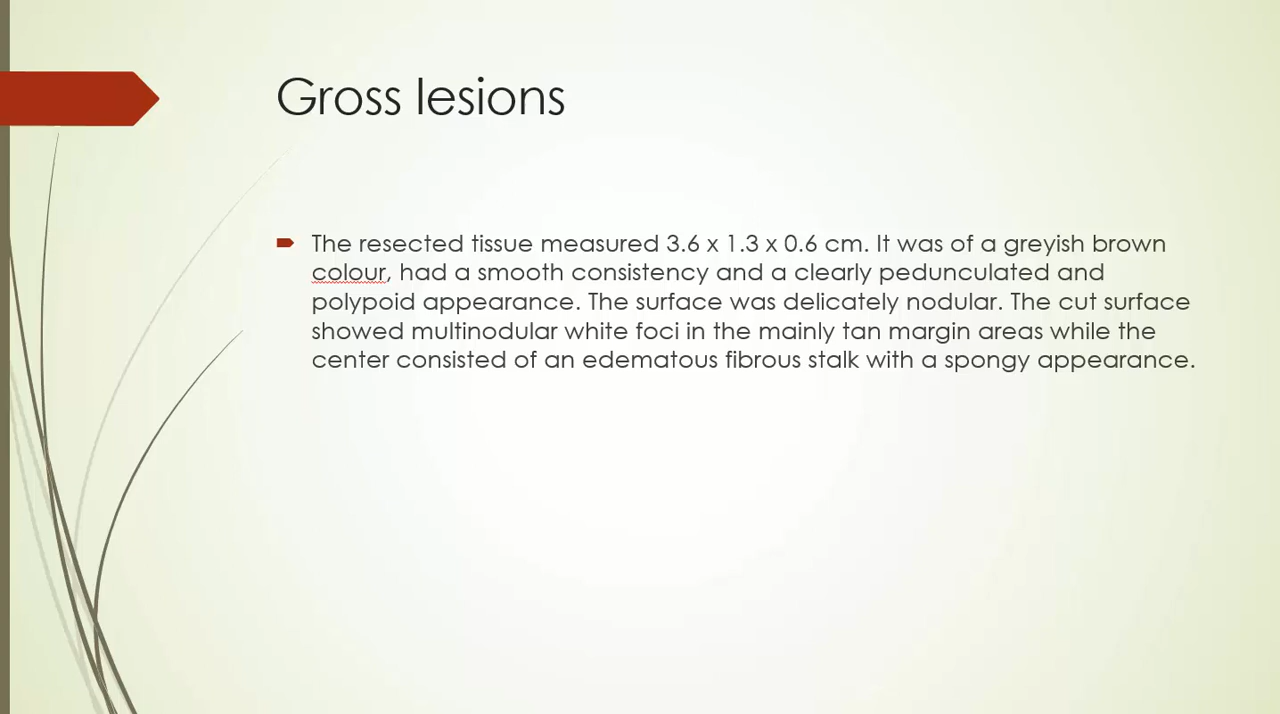 Gross lesions
The resected tissue measured 3.6 x 1.3 x 0.6 cm. It was of a greyish brown
colour, had a smooth consistency and a clearly pedunculated and
polypoid appearance. The surface was delicately nodular. The cut surface
showed multinodular white foci in the mainly tan margin areas while the
center consisted of an edematous fibrous stalk with a spongy appearance.